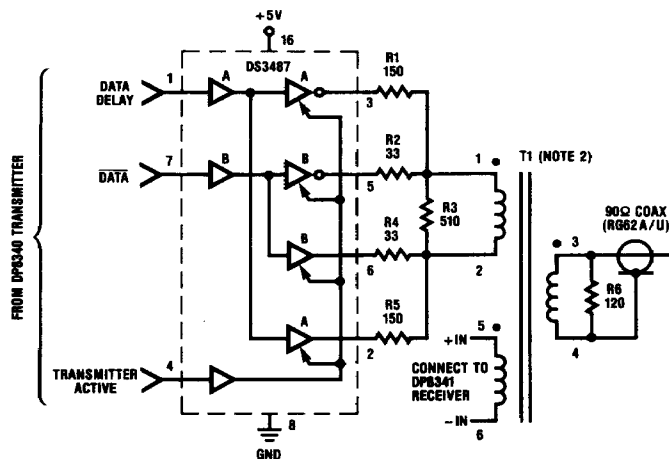 +5V
16
DS3487
FROM DP8340 TRANSMITTER
DATA
DELAY
1
A
A
3
R1
150
DATA
7
B
B
5
R2
33
R3
510
B
6
R4
33
A
2
R5
150
TRANSMITTER
ACTIVE
4
8
GND
1
T1 (NOTE 2)
2
+IN
5
CONNECT TO
DP8341
RECEIVER
-IN
6
90Ω COAX
(RG62A/U)
3
R6
120
4